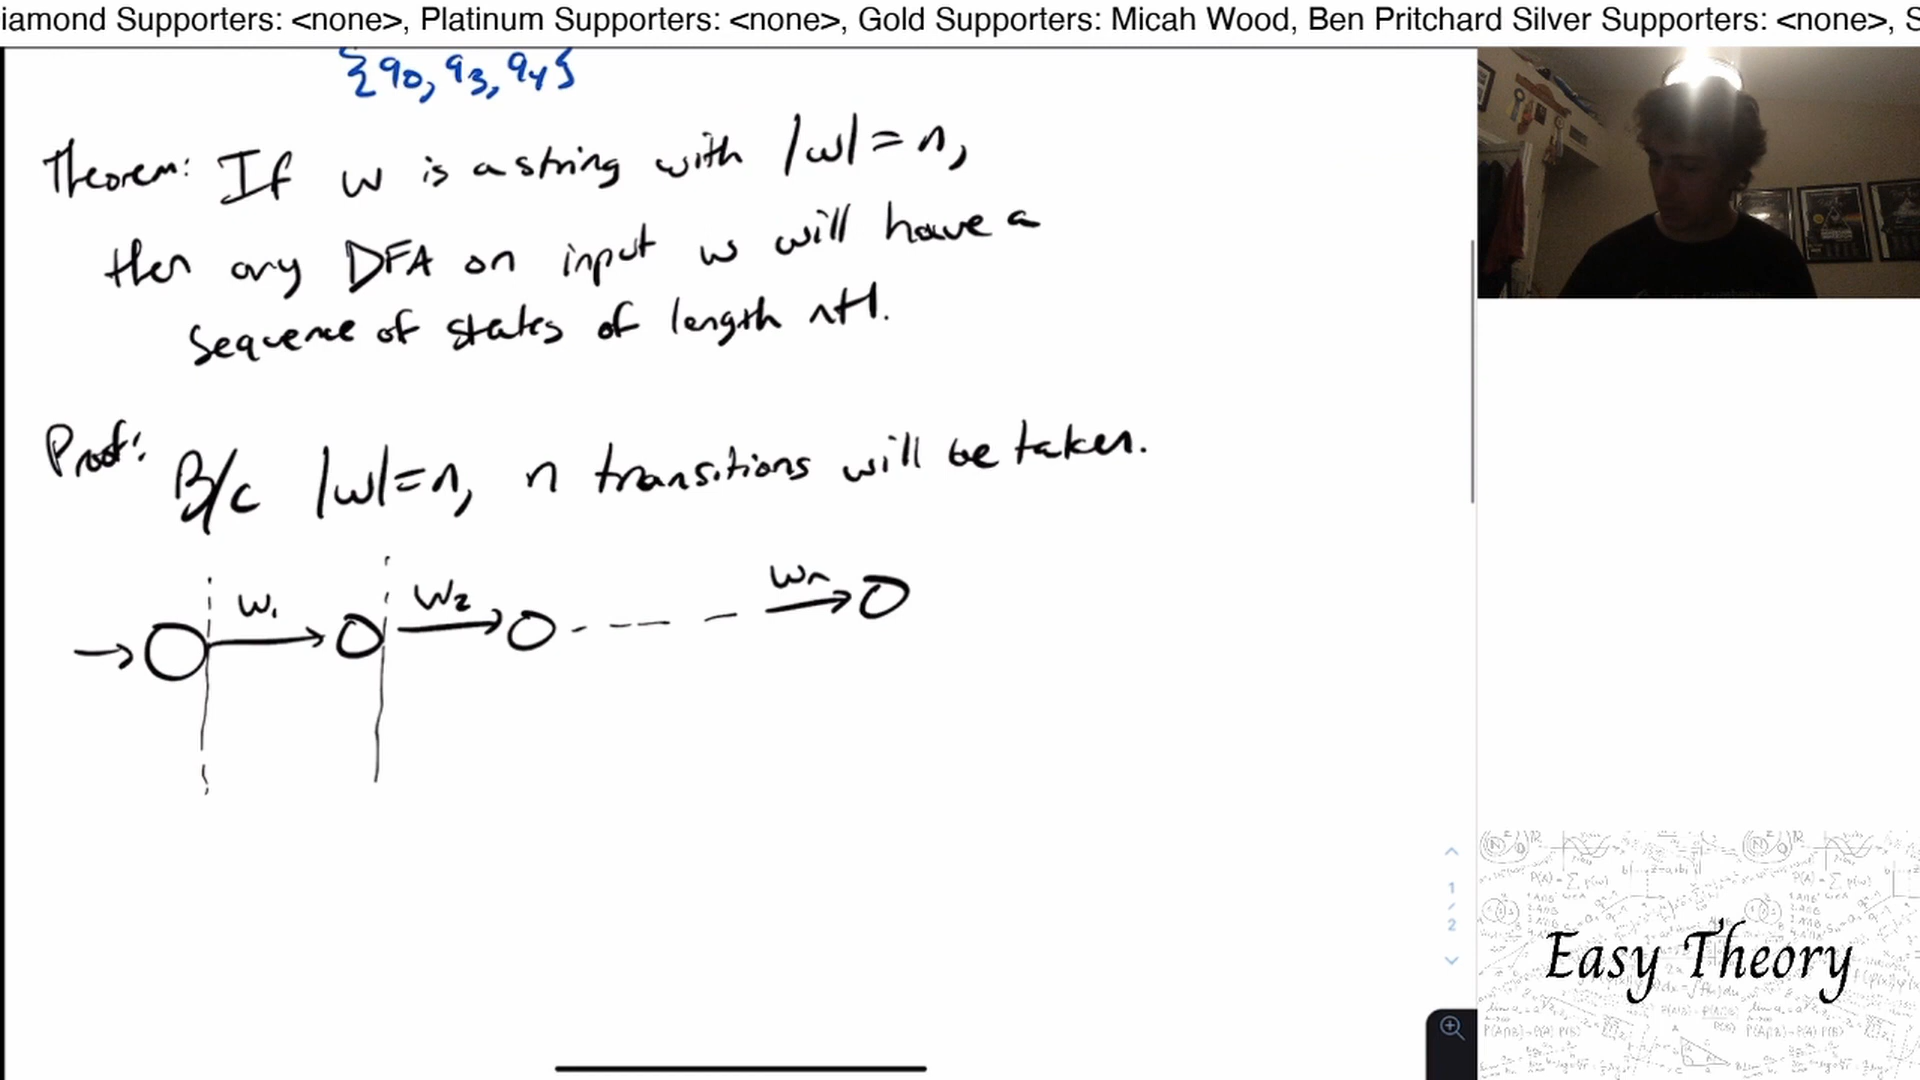 iamond Supporters: <none>, Platinum Supporters: <none>, Gold Supporters: Micah Wood, Ben Pritchard Silver Supporters: <none>, S
{q0, q3, q4}
Theorem: If w is a string with |w| = n,
then any DFA on input w will have a
sequence of states of length n+1.
Proof: B/c |w|=n, n transitions will be taken.
w1 w2 wn
1
2
Easy Theory